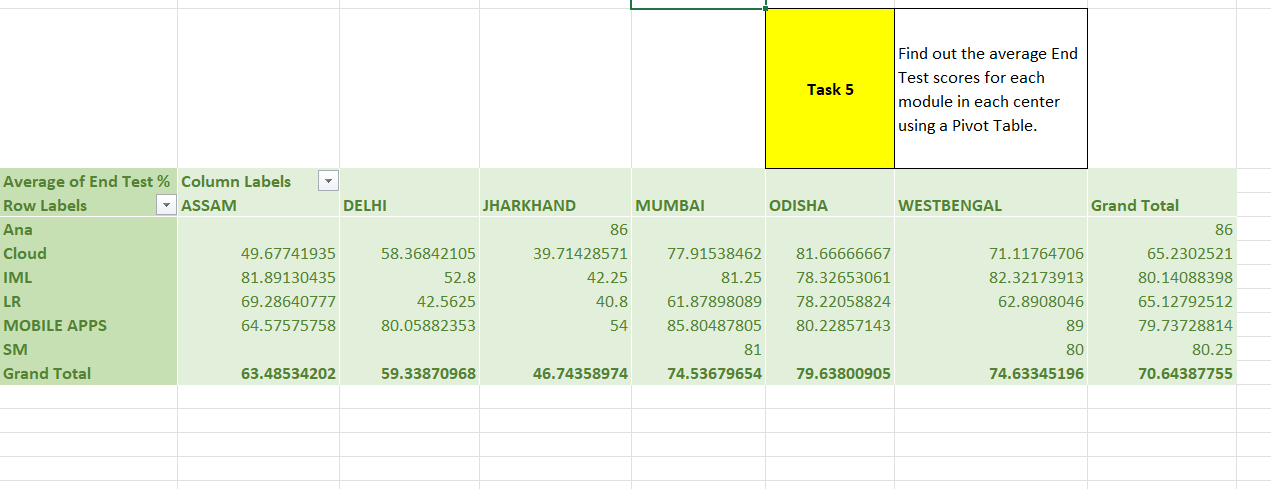 Task 5
Find out the average End
Test scores for each
module in each center
using a Pivot Table.
Average of End Test % Column Labels
Row Labels ASSAM DELHI JHARKHAND MUMBAI ODISHA WESTBENGAL Grand Total
Ana 86 86
Cloud 49.67741935 58.36842105 39.71428571 77.91538462 81.66666667 71.11764706 65.2302521
IML 81.89130435 52.8 42.25 81.25 78.32653061 82.32173913 80.14088398
LR 69.28640777 42.5625 40.8 61.87898089 78.22058824 62.8908046 65.12792512
MOBILE APPS 64.57575758 80.05882353 54 85.80487805 80.22857143 89 79.73728814
SM 81 80 80.25
Grand Total 63.48534202 59.33870968 46.74358974 74.53679654 79.63800905 74.63345196 70.64387755